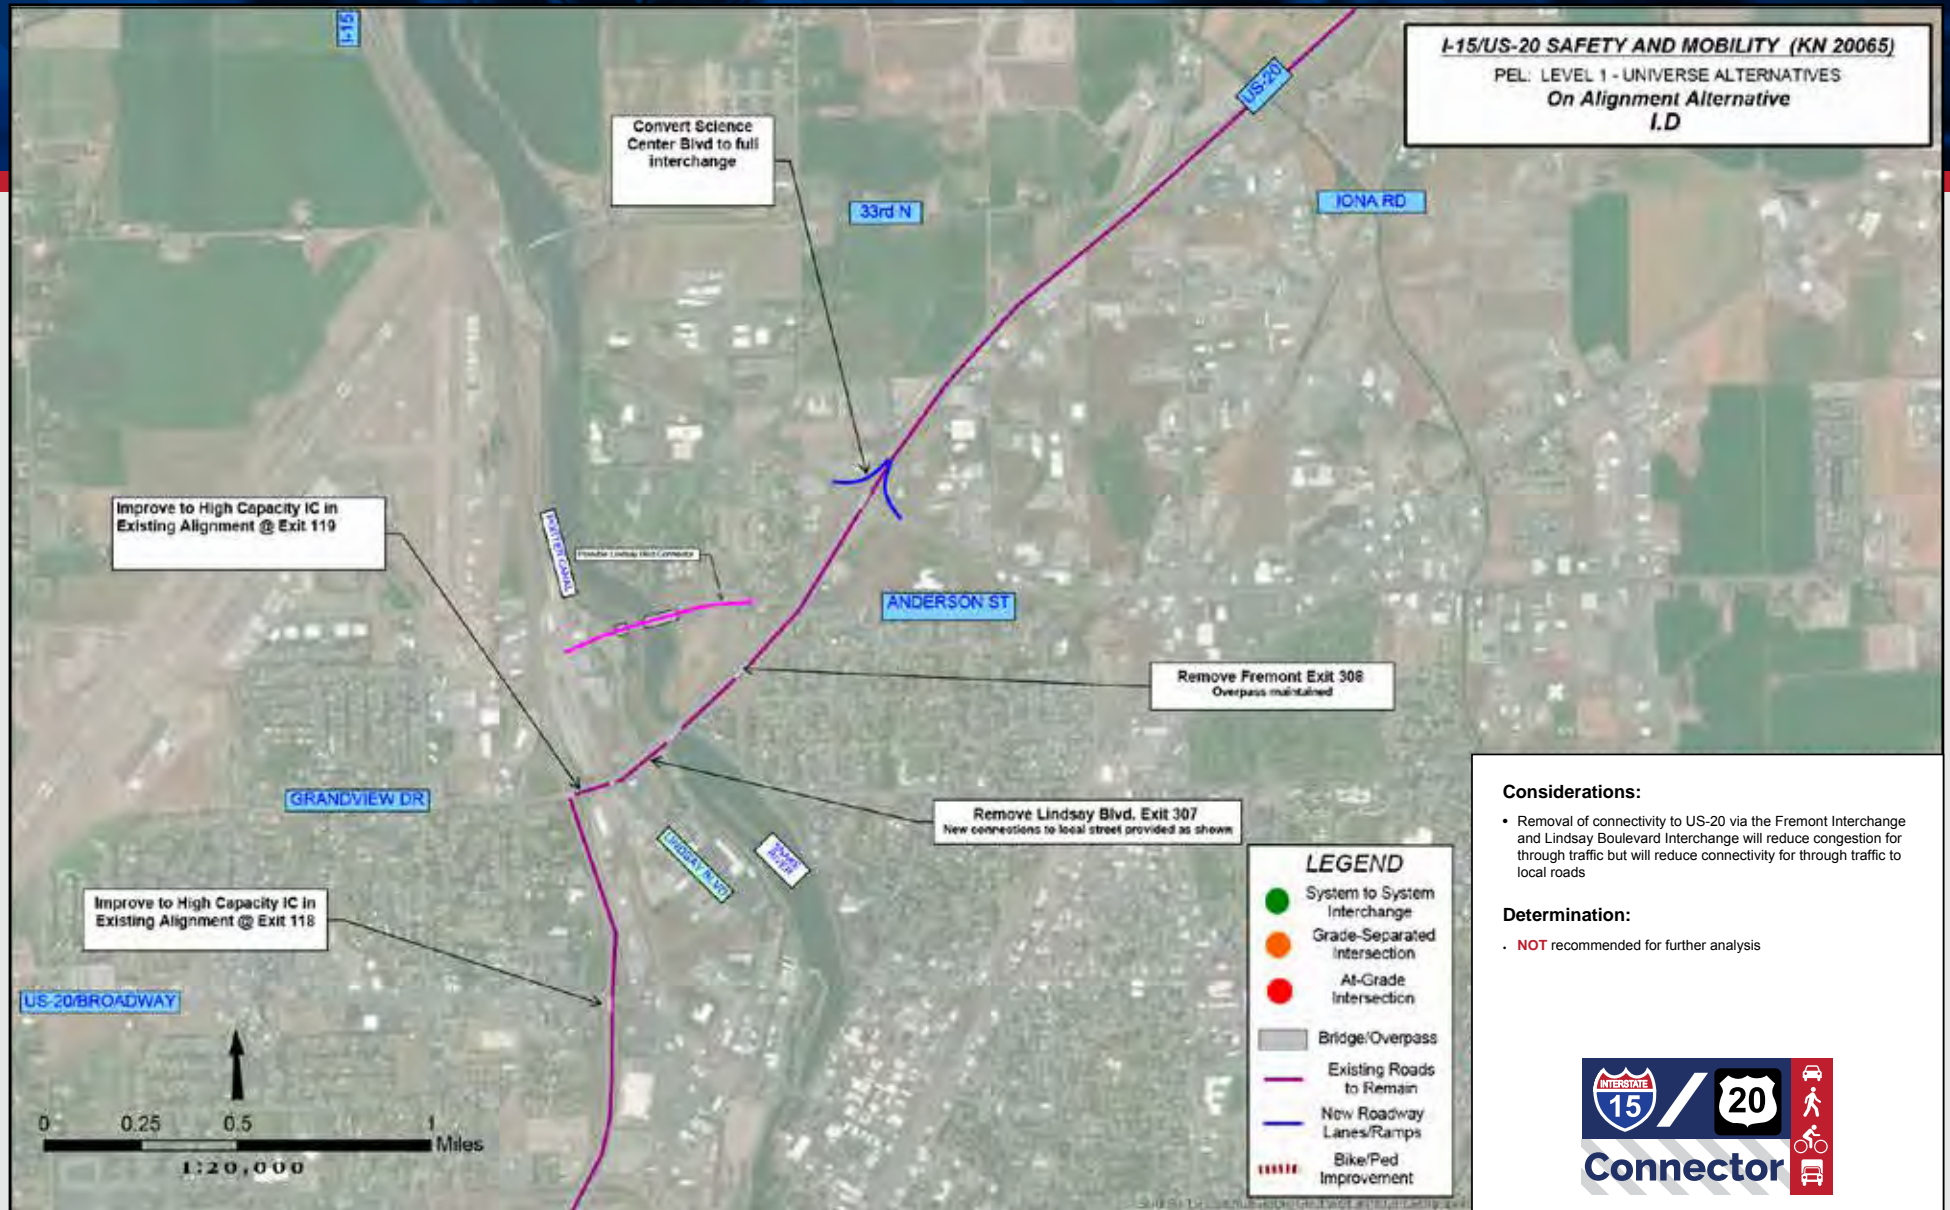 I-15/US-20 SAFETY AND MOBILITY (KN 20065)
PEL: LEVEL 1 - UNIVERSE ALTERNATIVES
On Alignment Alternative
I.D
I-15
US-20
Convert Science
Center Blvd to full
interchange
33rd N
IONA RD
Improve to High Capacity IC in
Existing Alignment @ Exit 119
PORTER CANAL
Possible Lindsay Blvd Connector
ANDERSON ST
Remove Fremont Exit 308
Overpass maintained
GRANDVIEW DR
Remove Lindsay Blvd. Exit 307
New connections to local street provided as shown
LINDSAY BLVD
SNAKE
RIVER
Improve to High Capacity IC in
Existing Alignment @ Exit 118
US-20/BROADWAY
0 0.25 0.5 1
Miles
1:20,000
LEGEND
System to System
Interchange
Grade-Separated
Intersection
At-Grade
Intersection
Bridge/Overpass
Existing Roads
to Remain
New Roadway
Lanes/Ramps
Bike/Ped
Improvement
Considerations:
• Removal of connectivity to US-20 via the Fremont Interchange
and Lindsay Boulevard Interchange will reduce congestion for
through traffic but will reduce connectivity for through traffic to
local roads
Determination:
. NOT recommended for further analysis
INTERSTATE
15
20
Connector